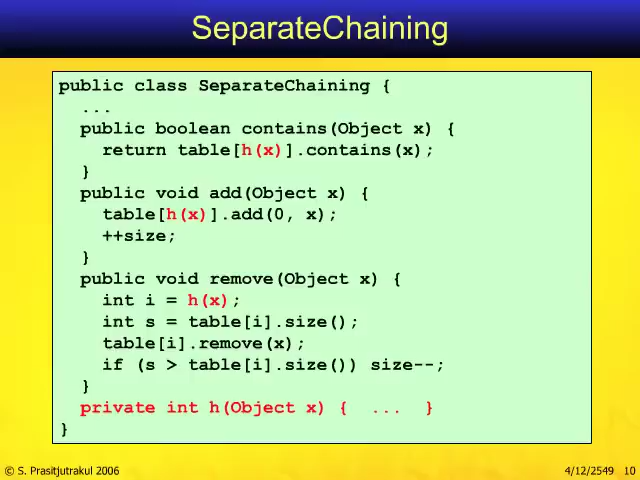 SeparateChaining
public class SeparateChaining {
...
public boolean contains(Object x) {
return table[h(x)].contains(x);
}
public void add(Object x) {
table[h(x)].add(0, x);
++size;
}
public void remove(Object x) {
int i = h(x);
int s = table[i].size();
table[i].remove(x);
if (s > table[i].size()) size--;
}
private int h(Object x) { ... }
}
© S. Prasitjutrakul 2006
4/12/2549 10